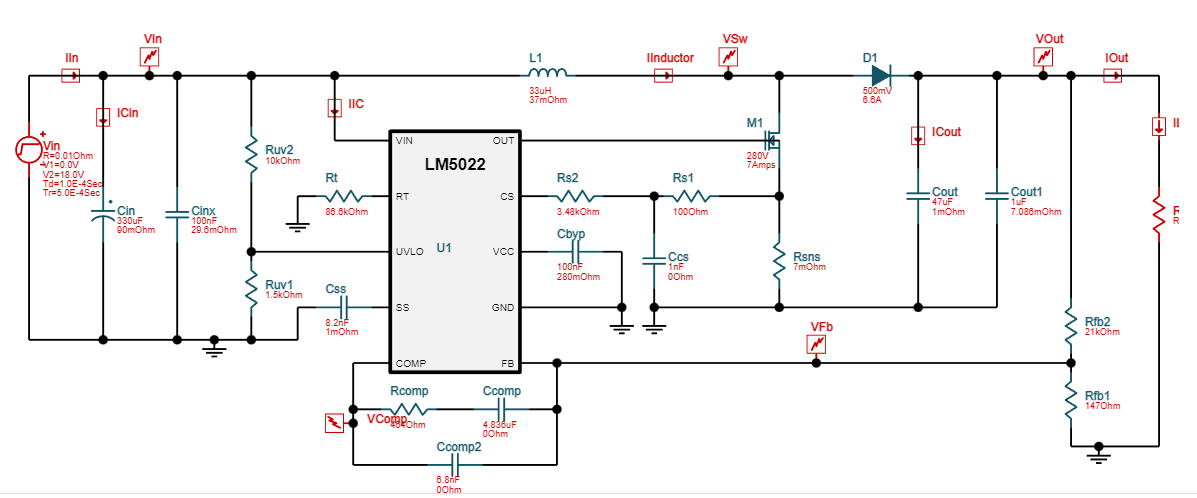 IIn
VIn
ICin
IIC
L1
33uH
37mOhm
IInductor
VSw
D1
500mV
6.6A
VOut
IOut
Vin
R=0.01Ohm
V1=0.0V
V2=18.0V
Td=1.0E-4Sec
Tr=5.0E-4Sec
Cin
330uF
90mOhm
Cinx
100nF
29.6mOhm
Ruv2
10kOhm
Ruv1
1.5kOhm
Rt
86.6kOhm
Css
8.2nF
1mOhm
VIN
OUT
LM5022
RT
CS
U1
UVLO
VCC
SS
GND
COMP
FB
M1
280V
7Amps
Rs2
3.48kOhm
Rs1
100Ohm
Cbyp
100nF
280mOhm
Ccs
1nF
0Ohm
Rsns
7mOhm
ICout
Cout
47uF
1mOhm
Cout1
1uF
7.086mOhm
Rfb2
21kOhm
Rfb1
147Ohm
VFb
Rcomp
Ccomp
4.836uF
0Ohm
VComp
Ccomp2
6.8nF
0Ohm